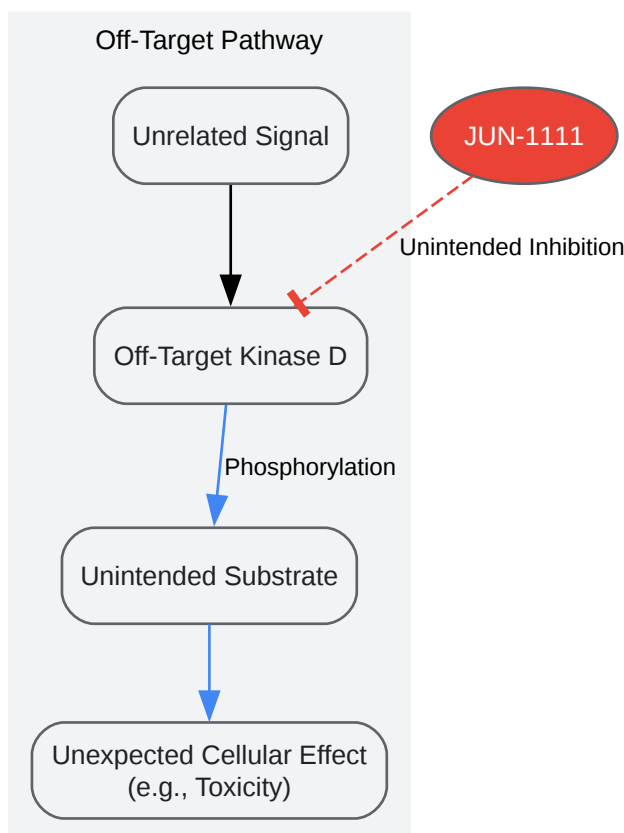 Off-Target Pathway
Unrelated Signal
JUN-1111
Unintended Inhibition
Off-Target Kinase D
Phosphorylation
Unintended Substrate
Unexpected Cellular Effect
(e.g., Toxicity)